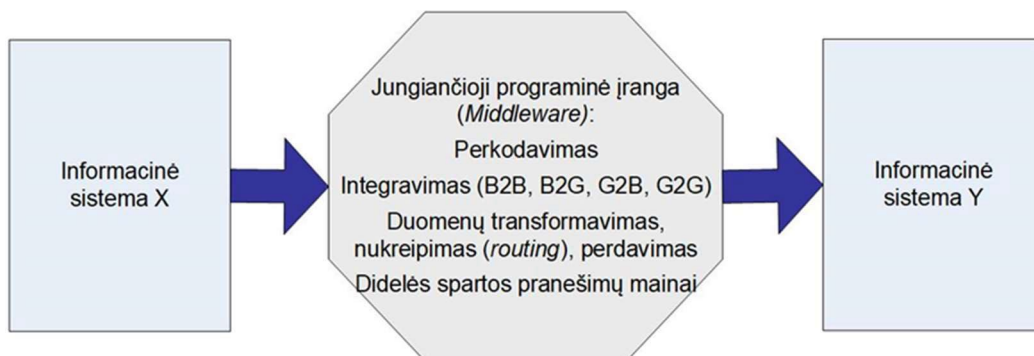 Informacinė
sistema X
Jungiančioji programinė įranga
(Middleware):
Perkodavimas
Integravimas (B2B, B2G, G2B, G2G)
Duomenų transformavimas,
nukreipimas (routing), perdavimas
Didelės spartos pranešimų mainai
Informacinė
sistema Y